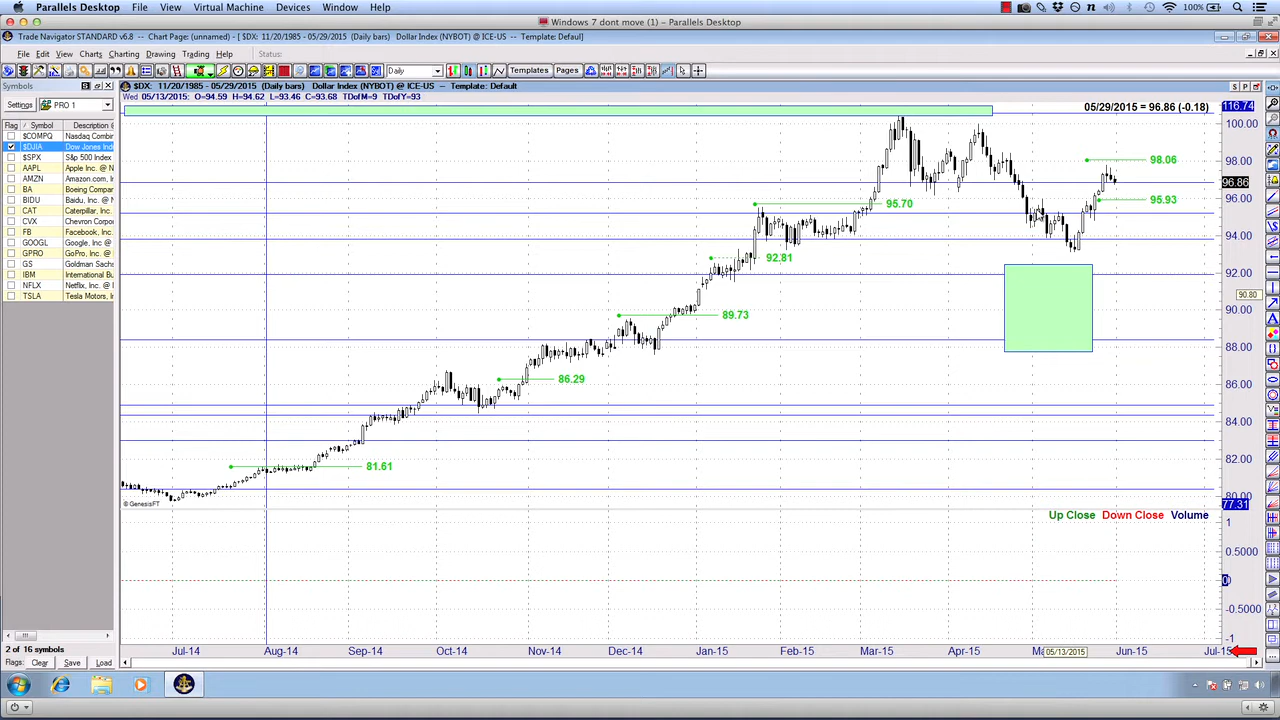 Parallels Desktop File View Virtual Machine Devices Window Help 100%
Windows 7 dont move (1) - Parallels Desktop
Trade Navigator STANDARD v6.8 -- Chart Page: (unnamed) - [ $DX: 11/20/1985 - 05/29/2015 (Daily bars) Dollar Index (NYBOT) @ ICE-US -- Template: Default]
File Edit View Charts Charting Drawing Trading Help Status:
Daily Templates Pages
Symbols
$DX: 11/20/1985 - 05/29/2015 (Daily bars) Dollar Index (NYBOT) @ ICE-US -- Template: Default
S P
Wed 05/13/2015: O=94.59 H=94.62 L=93.46 C=93.68 TDofM=9 TDofY=93
Settings PRO 1
05/29/2015 = 96.86 (-0.18)
116.74
Flag Symbol Description
$COMPQ Nasdaq Combin
$DJIA Dow Jones Ind
$SPX S&P 500 Index
AAPL Apple Inc. @
AMZN Amazon Inc.
BA Boeing Compan
BIDU Baidu, Inc. @
CAT Caterpillar, Inc
CVX Chevron Corpo
FB Facebook, Inc
GOOGL Google, Inc @
GPRO GoPro, Inc @
GS Goldman Sachs
IBM International B
NFLX Netflix, Inc @
TSLA Tesla Motors, In
100.00
98.06
98.00
96.86
95.93
96.00
95.70
94.00
92.81
92.00
90.80
90.00
89.73
88.00
86.29
86.00
84.00
82.00
81.61
80.00
77.31
© GenesisFT
Up Close Down Close Volume
1
0.5000
0
-0.5000
-1
2 of 16 symbols
Flags: Clear Save Load
Jul-14 Aug-14 Sep-14 Oct-14 Nov-14 Dec-14 Jan-15 Feb-15 Mar-15 Apr-15 05/13/2015 Jun-15 Jul-15